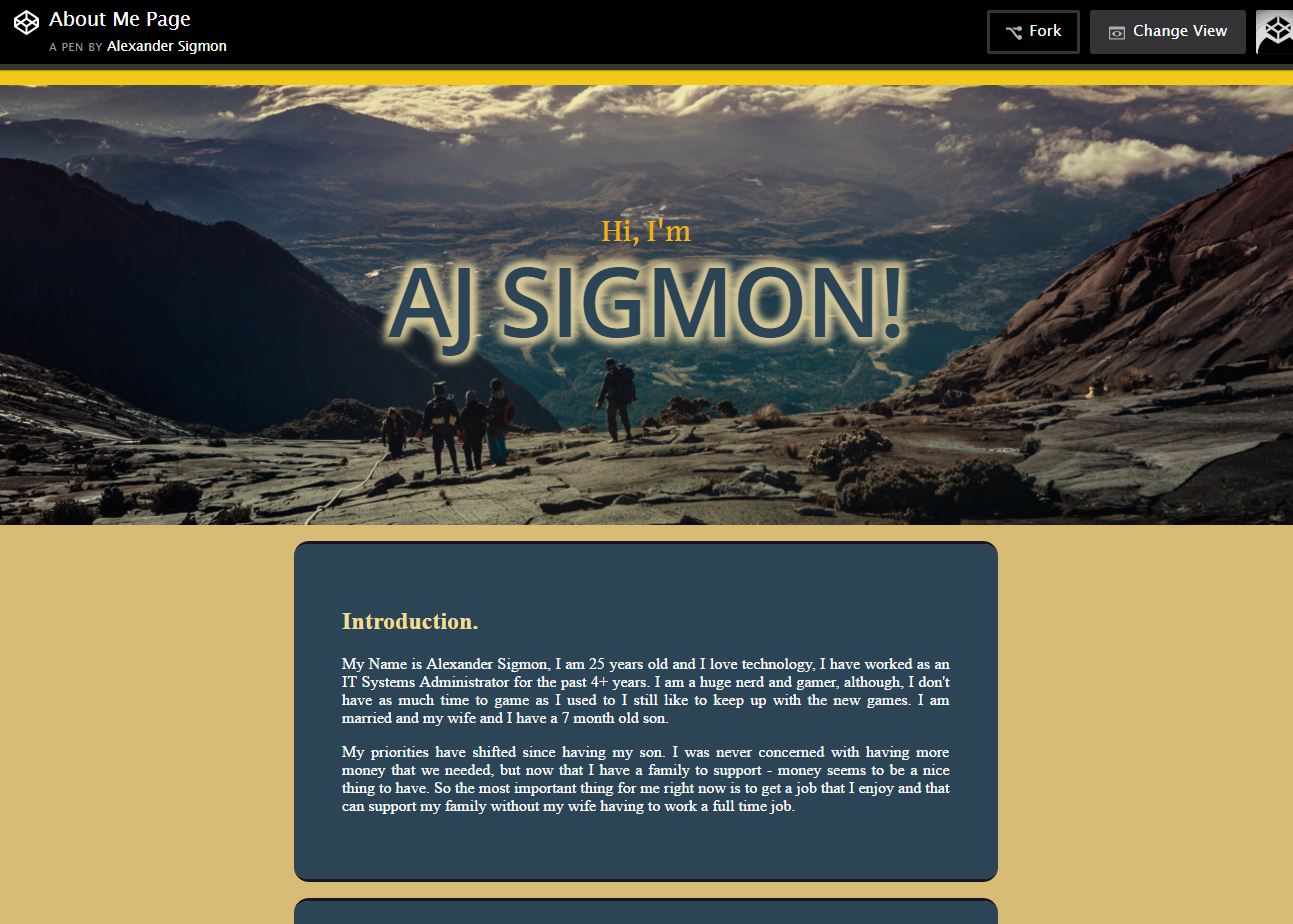 About Me Page
A PEN BY Alexander Sigmon
Fork
Change View
Hi, I'm
AJ SIGMON!
Introduction.
My Name is Alexander Sigmon, I am 25 years old and I love technology, I have worked as an
IT Systems Administrator for the past 4+ years. I am a huge nerd and gamer, although, I don't
have as much time to game as I used to I still like to keep up with the new games. I am
married and my wife and I have a 7 month old son.
My priorities have shifted since having my son. I was never concerned with having more
money that we needed, but now that I have a family to support - money seems to be a nice
thing to have. So the most important thing for me right now is to get a job that I enjoy and that
can support my family without my wife having to work a full time job.